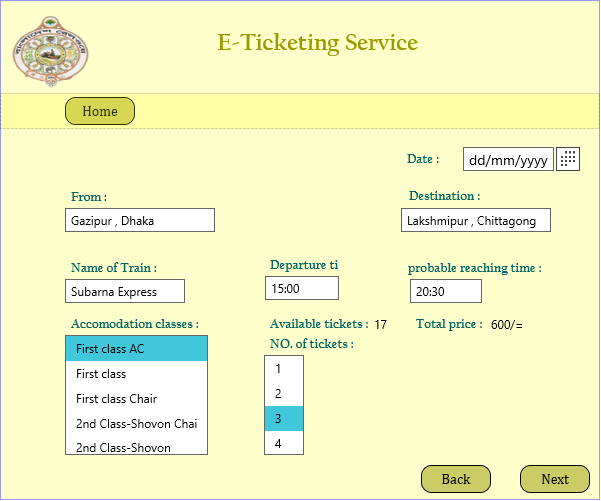 E-Ticketing Service
Home
Date : dd/mm/yyyy
From : Destination :
Gazipur , Dhaka Lakshmipur , Chittagong
Name of Train : Departure ti probable reaching time :
Subarna Express 15:00 20:30
Accomodation classes : Available tickets : 17 Total price : 600/=
NO. of tickets :
First class AC
First class
First class Chair
2nd Class-Shovon Chai
2nd Class-Shovon
1
2
3
4
Back Next